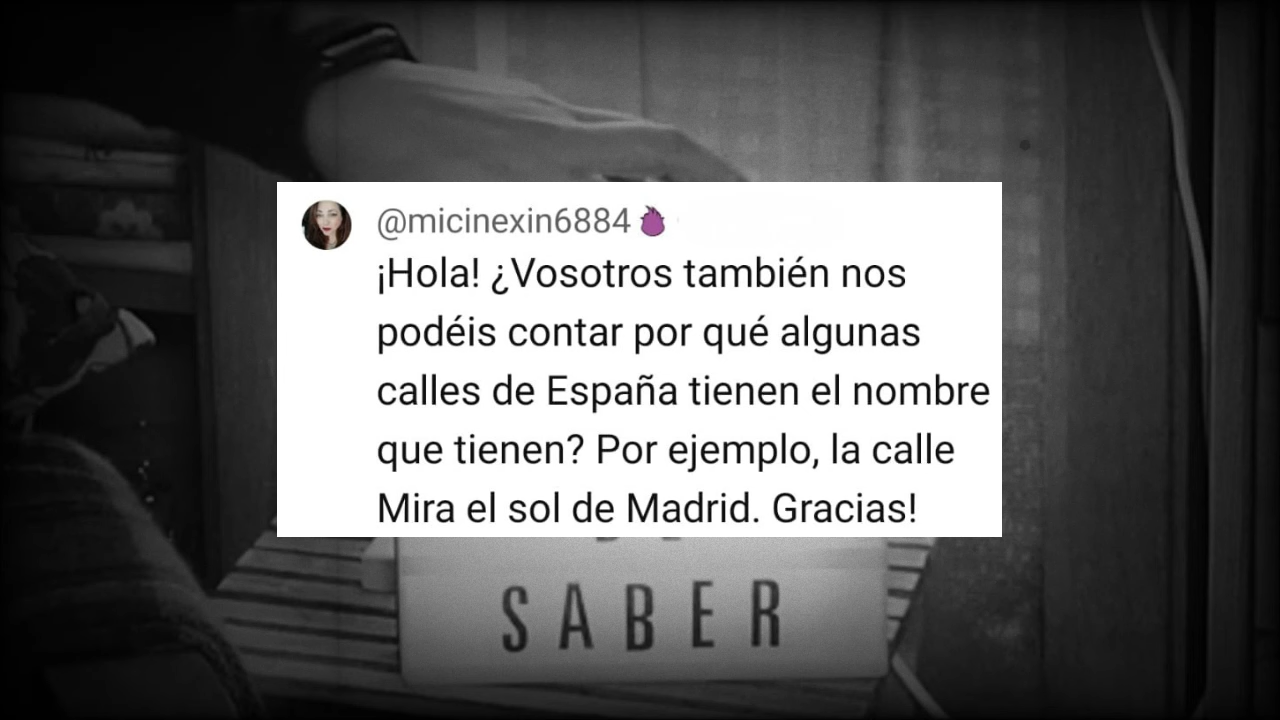 @micinexin6884
¡Hola! ¿Vosotros también nos
podéis contar por qué algunas
calles de España tienen el nombre
que tienen? Por ejemplo, la calle
Mira el sol de Madrid. Gracias!
SABER